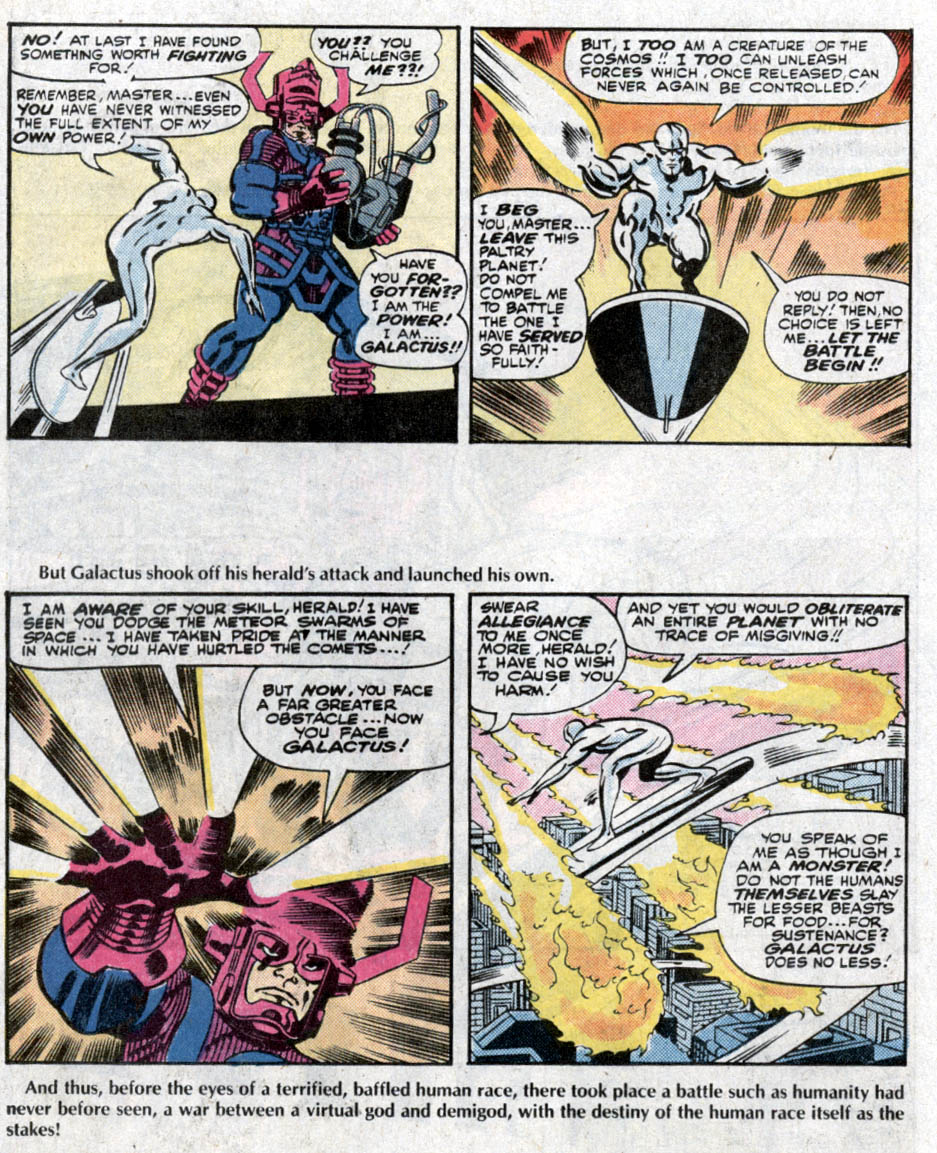 NO! AT LAST I HAVE FOUND
SOMETHING WORTH FIGHTING
FOR!
REMEMBER, MASTER...EVEN
YOU HAVE NEVER WITNESSED
THE FULL EXTENT OF MY
OWN POWER!
YOU?? YOU
CHALLENGE
ME??!
HAVE
YOU FOR-
GOTTEN??
I AM THE
POWER!
I AM...
GALACTUS!!
BUT, I TOO AM A CREATURE OF THE
COSMOS!! I TOO CAN UNLEASH
FORCES WHICH, ONCE RELEASED, CAN
NEVER AGAIN BE CONTROLLED!
I BEG
YOU, MASTER...
LEAVE THIS
PALTRY
PLANET!
DO NOT
COMPEL ME
TO BATTLE
THE ONE I
HAVE SERVED
SO FAITH-
FULLY!
YOU DO NOT
REPLY! THEN, NO
CHOICE IS LEFT
ME...LET THE
BATTLE
BEGIN!!
But Galactus shook off his herald's attack and launched his own.
I AM AWARE OF YOUR SKILL, HERALD! I HAVE
SEEN YOU DODGE THE METEOR SWARMS OF
SPACE... I HAVE TAKEN PRIDE AT THE MANNER
IN WHICH YOU HAVE HURTLED THE COMETS...!
BUT NOW, YOU FACE
A FAR GREATER
OBSTACLE...NOW
YOU FACE
GALACTUS!
SWEAR
ALLEGIANCE
TO ME ONCE
MORE, HERALD!
I HAVE NO WISH
TO CAUSE YOU
HARM!
AND YET YOU WOULD OBLITERATE
AN ENTIRE PLANET WITH NO
TRACE OF MISGIVING!!
YOU SPEAK OF
ME AS THOUGH I
AM A MONSTER!
DO NOT THE HUMANS
THEMSELVES SLAY
THE LESSER BEASTS
FOR FOOD...FOR
SUSTENANCE?
GALACTUS
DOES NO LESS!
And thus, before the eyes of a terrified, baffled human race, there took place a battle such as humanity had
never before seen, a war between a virtual god and demigod, with the destiny of the human race itself as the
stakes!